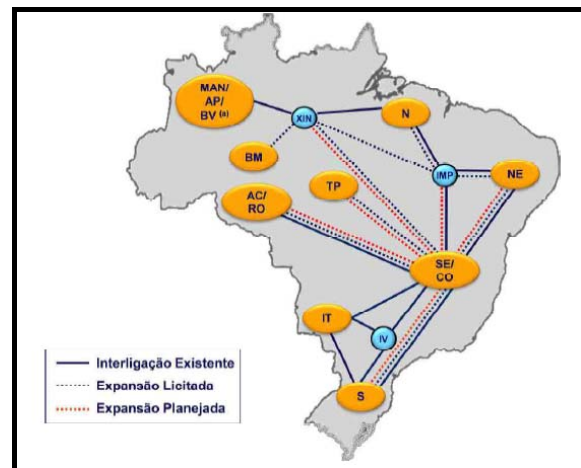 MAN/
AP/
BV (a)
XIN
N
BM
IMP
NE
TP
AC/
RO
SE/
CO
IT
IV
S
Interligação Existente
Expansão Licitada
Expansão Planejada